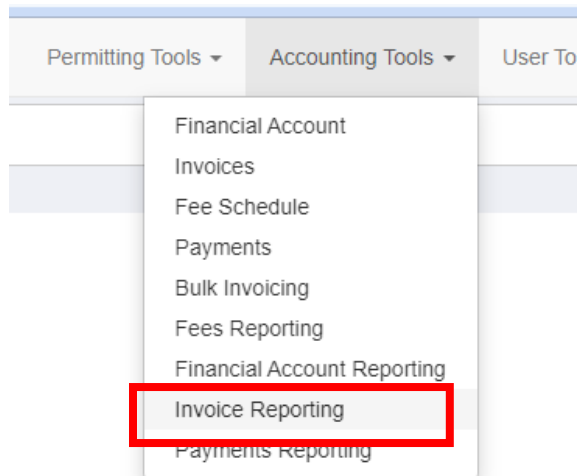 Permitting Tools Accounting Tools User To
Financial Account
Invoices
Fee Schedule
Payments
Bulk Invoicing
Fees Reporting
Financial Account Reporting
Invoice Reporting
Payments Reporting